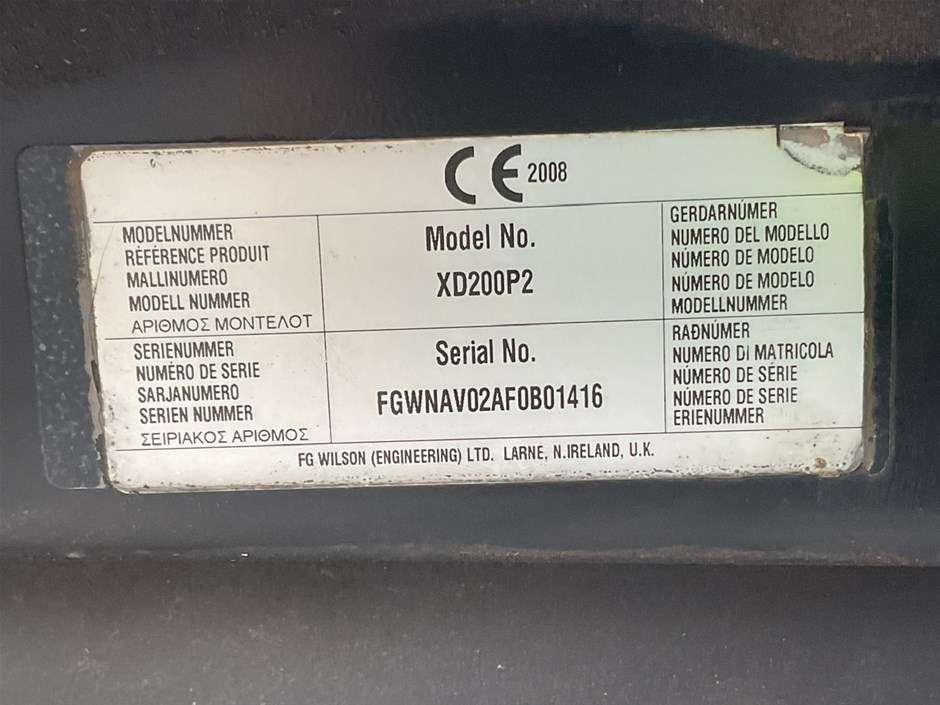 CE 2008
MODELNUMMER
RÉFÉRENCE PRODUIT
MALLINUMERO
MODELL NUMMER
ΑΡΙΘΜΟΣ ΜΟΝΤΕΛΟΤ
Model No.
XD200P2
GERDARNÚMER
NUMERO DEL MODELLO
NÚMERO DE MODELO
NÚMERO DE MODELO
MODELLNUMMER
SERIENUMMER
NUMÉRO DE SERIE
SARJANUMERO
SERIEN NUMMER
ΣΕΙΡΙΑΚΟΣ ΑΡΙΘΜΟΣ
Serial No.
FGWNAV02AF0B01416
RAÐNÚMER
NUMERO DI MATRICOLA
NÚMERO DE SÉRIE
NÚMERO DE SERIE
ERIENUMMER
FG WILSON (ENGINEERING) LTD. LARNE, N.IRELAND, U.K.